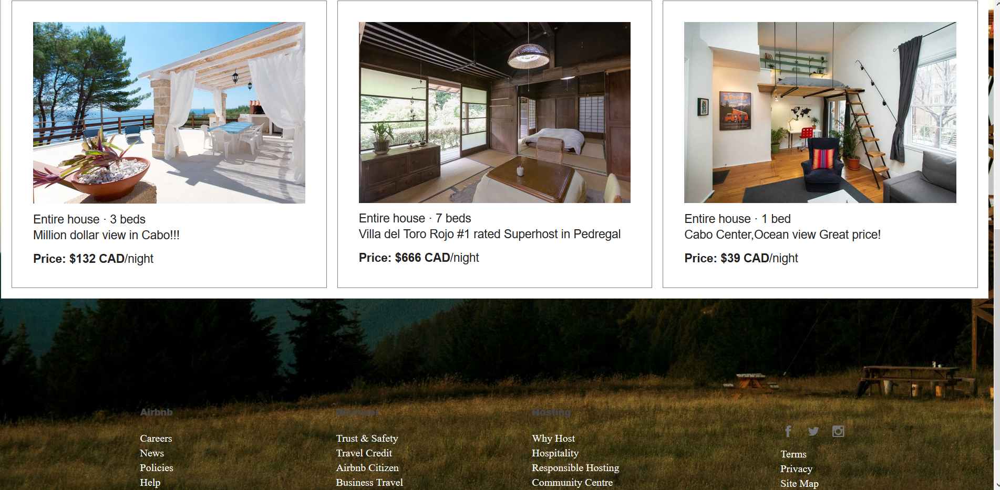 Entire house · 3 beds
Million dollar view in Cabo!!!
Price: $132 CAD/night
Entire house · 7 beds
Villa del Toro Rojo #1 rated Superhost in Pedregal
Price: $666 CAD/night
Entire house · 1 bed
Cabo Center,Ocean view Great price!
Price: $39 CAD/night
Airbnb
Careers
News
Policies
Help
Discover
Trust & Safety
Travel Credit
Airbnb Citizen
Business Travel
Hosting
Why Host
Hospitality
Responsible Hosting
Community Centre
Terms
Privacy
Site Map